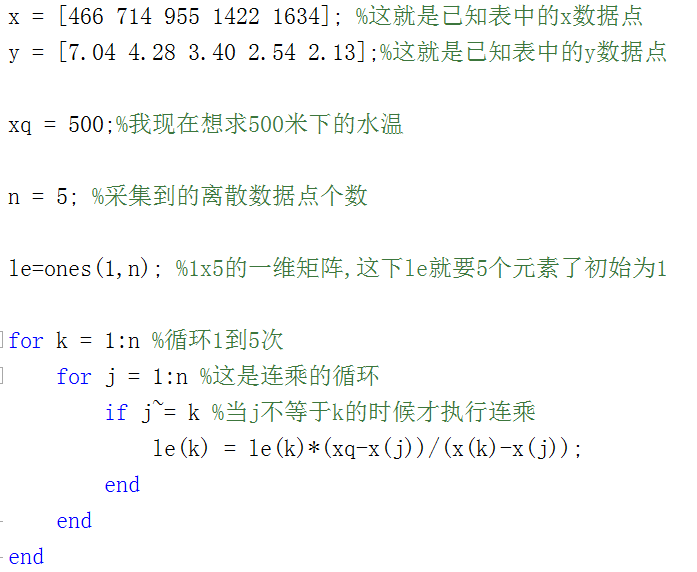 x = [466 714 955 1422 1634]; %这就是已知表中的x数据点
y = [7.04 4.28 3.40 2.54 2.13];%这就是已知表中的y数据点
xq = 500;%我现在想求500米下的水温
n = 5; %采集到的离散数据点个数
le=ones(1,n); %1x5的一维矩阵,这下le就要5个元素了初始为1
for k = 1:n %循环1到5次
for j = 1:n %这是连乘的循环
if j~= k %当j不等于k的时候才执行连乘
le(k) = le(k)*(xq-x(j))/(x(k)-x(j));
end
end
end